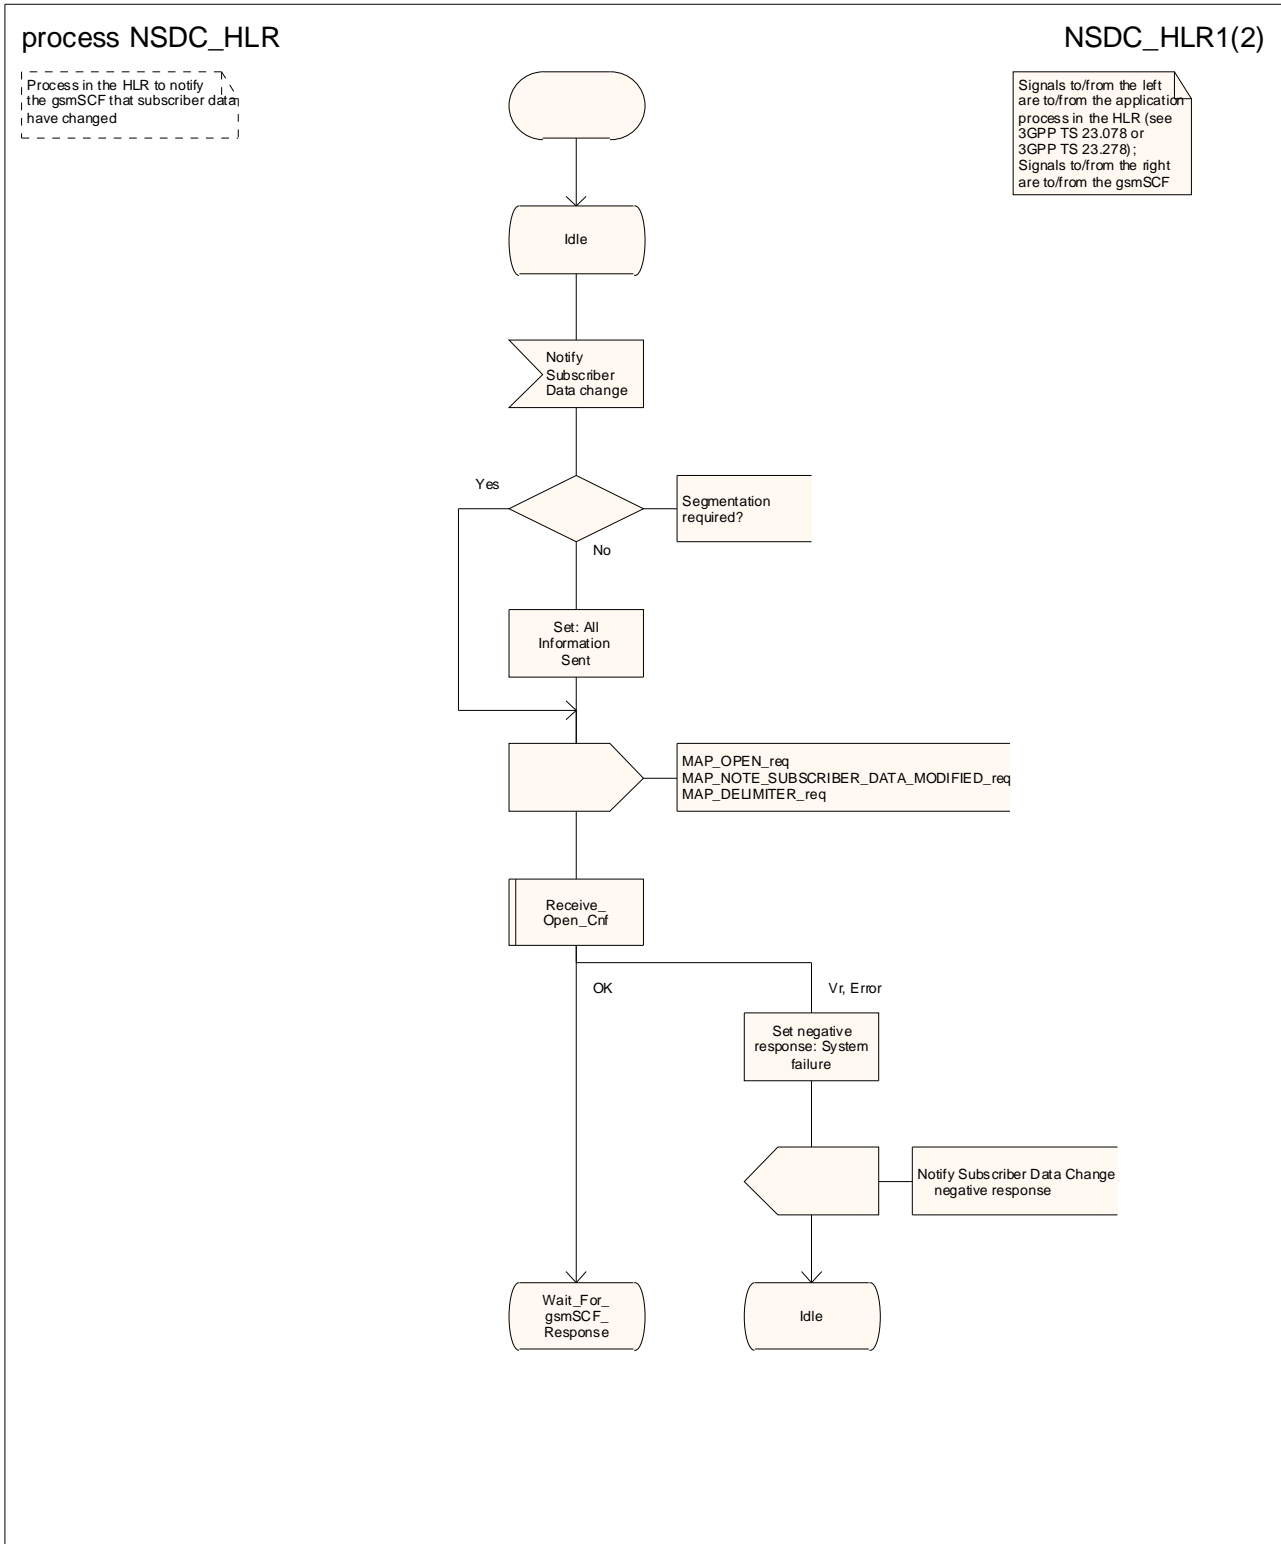 process NSDC_HLR
NSDC_HLR1(2)
Process in the HLR to notify
the gsmSCF that subscriber data
have changed
Signals to/from the left
are to/from the application
process in the HLR (see
3GPP TS 23.078 or
3GPP TS 23.278);
Signals to/from the right
are to/from the gsmSCF
Idle
Notify
Subscriber
Data change
Yes
Segmentation
required?
No
Set: All
Information
Sent
MAP_OPEN_req
MAP_NOTE_SUBSCRIBER_DATA_MODIFIED_req
MAP_DELIMITER_req
Receive_
Open_Cnf
OK
Vr, Error
Set negative
response: System
failure
Notify Subscriber Data Change
negative response
Wait_For_
gsmSCF_
Response
Idle